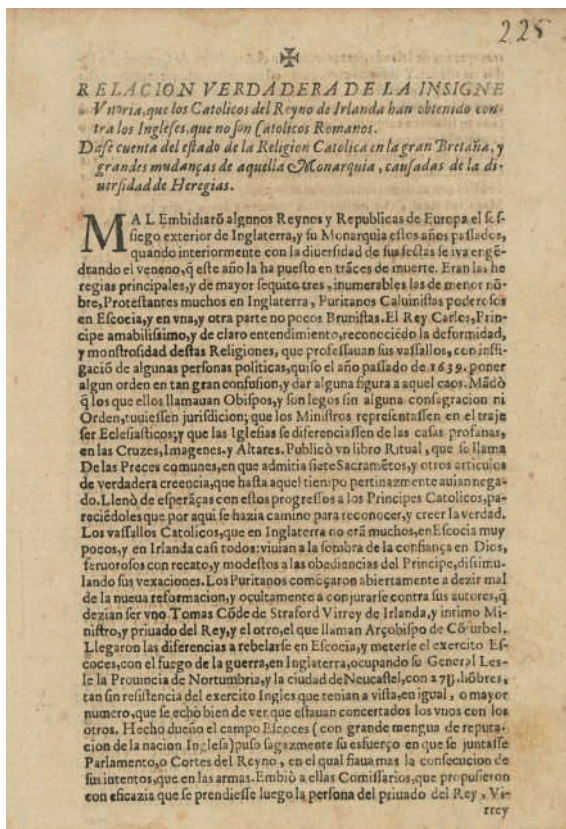 225
RELACION VERDADERA DE LA INSIGNE
Vitoria, que los Catolicos del Reyno de Irlanda han obtenido con-
tra los Ingleses, que no son Catolicos Romanos.
Dase cuenta del estado de la Religion Catolica en la gran Bretaña, y
grandes mudanças de aquella Monarquia, causadas de la di-
uersidad de Heregias.
MAL Embidiarõ algunos Reynos y Republicas de Europa el sos-
siego exterior de Inglaterra, y su Monarquia estos años passados,
quando interiormente con la diuersidad de sus sectas se iva engẽ-
drando el veneno, q̃ este año la ha puesto en trãces de muerte. Eran las he
regias principales, y de mayor sequito tres, inumerables las de menor nõ-
bre, Protestantes muchos en Inglaterra, Puritanos Caluinistas poderosos
en Escocia, y en vna, y otra parte no pocos Brunistas. El Rey Carlos, Prin-
cipe amabilissimo, y de claro entendimiento, reconociẽdo la deformidad,
y monstrosidad destas Religiones, que professauan sus vassallos, con insti-
gaciõ de algunas personas politicas, quiso el año passado de 1639. poner
algun orden en tan gran confusion, y dar alguna figura a aquel caos. Mãdò
q̃ los que ellos llamauan Obispos, y son legos sin alguna consagracion ni
Orden, tuuiessen jurisdicion; que los Ministros representassen en el traje
ser Eclesiasticos; y que las Iglesias se diferenciassen de las casas profanas,
en las Cruzes, Imagenes, y Altares. Publicò vn libro Ritual, que se llama
De las Preces comunes, en que admitia siete Sacramẽtos, y otros articulos
de verdadera creencia, que hasta aquel tiempo pertinazmente auian nega-
do. Llenò de esperãças con estos progressos a los Principes Catolicos, pa-
reciẽdoles que por aqui se hazia camino para reconocer, y creer la verdad.
Los vassallos Catolicos, que en Inglaterra no erã muchos, en Escocia muy
pocos, y en Irlanda casi todos: viuian a la sombra de la confiança en Dios,
feruorosos con recato, y modestos a las obediencias del Principe, dissimu-
lando sus vexaciones. Los Puritanos començaron abiertamente a dezir mal
de la nueua reformacion, y ocultamente a conjurarse contra sus autores, q̃
dezian ser vno Tomas Cõde de Straford Virrey de Irlanda, y intimo Mi-
nistro, y priuado del Rey, y el otro, el que llaman Arçobispo de Cõturbel.
Llegaron las diferencias a rebelarse en Escocia, y meterle el exercito Es-
coces, con el fuego de la guerra, en Inglaterra, ocupando su General Les-
le la Prouincia de Nortumbria, y la ciudad de Neucastel, con 27U. hõbres,
tan sin resistencia del exercito Ingles que tenian a vista, en igual, o mayor
numero, que se echò bien de ver que estauan concertados los vnos con los
otros. Hecho dueño el campo Escoces (con grande mengua de reputa-
cion de la nacion Inglesa) puso sagazmente su esfuerço en que se juntasse
Parlamento, o Cortes del Reyno, en el qual fiaua mas la consecucion de
sus intentos, que en las armas. Embiò a ellas Comissarios, que propusieron
con eficazia que se prendiesse luego la persona del priuado del Rey, Vi-
rrey